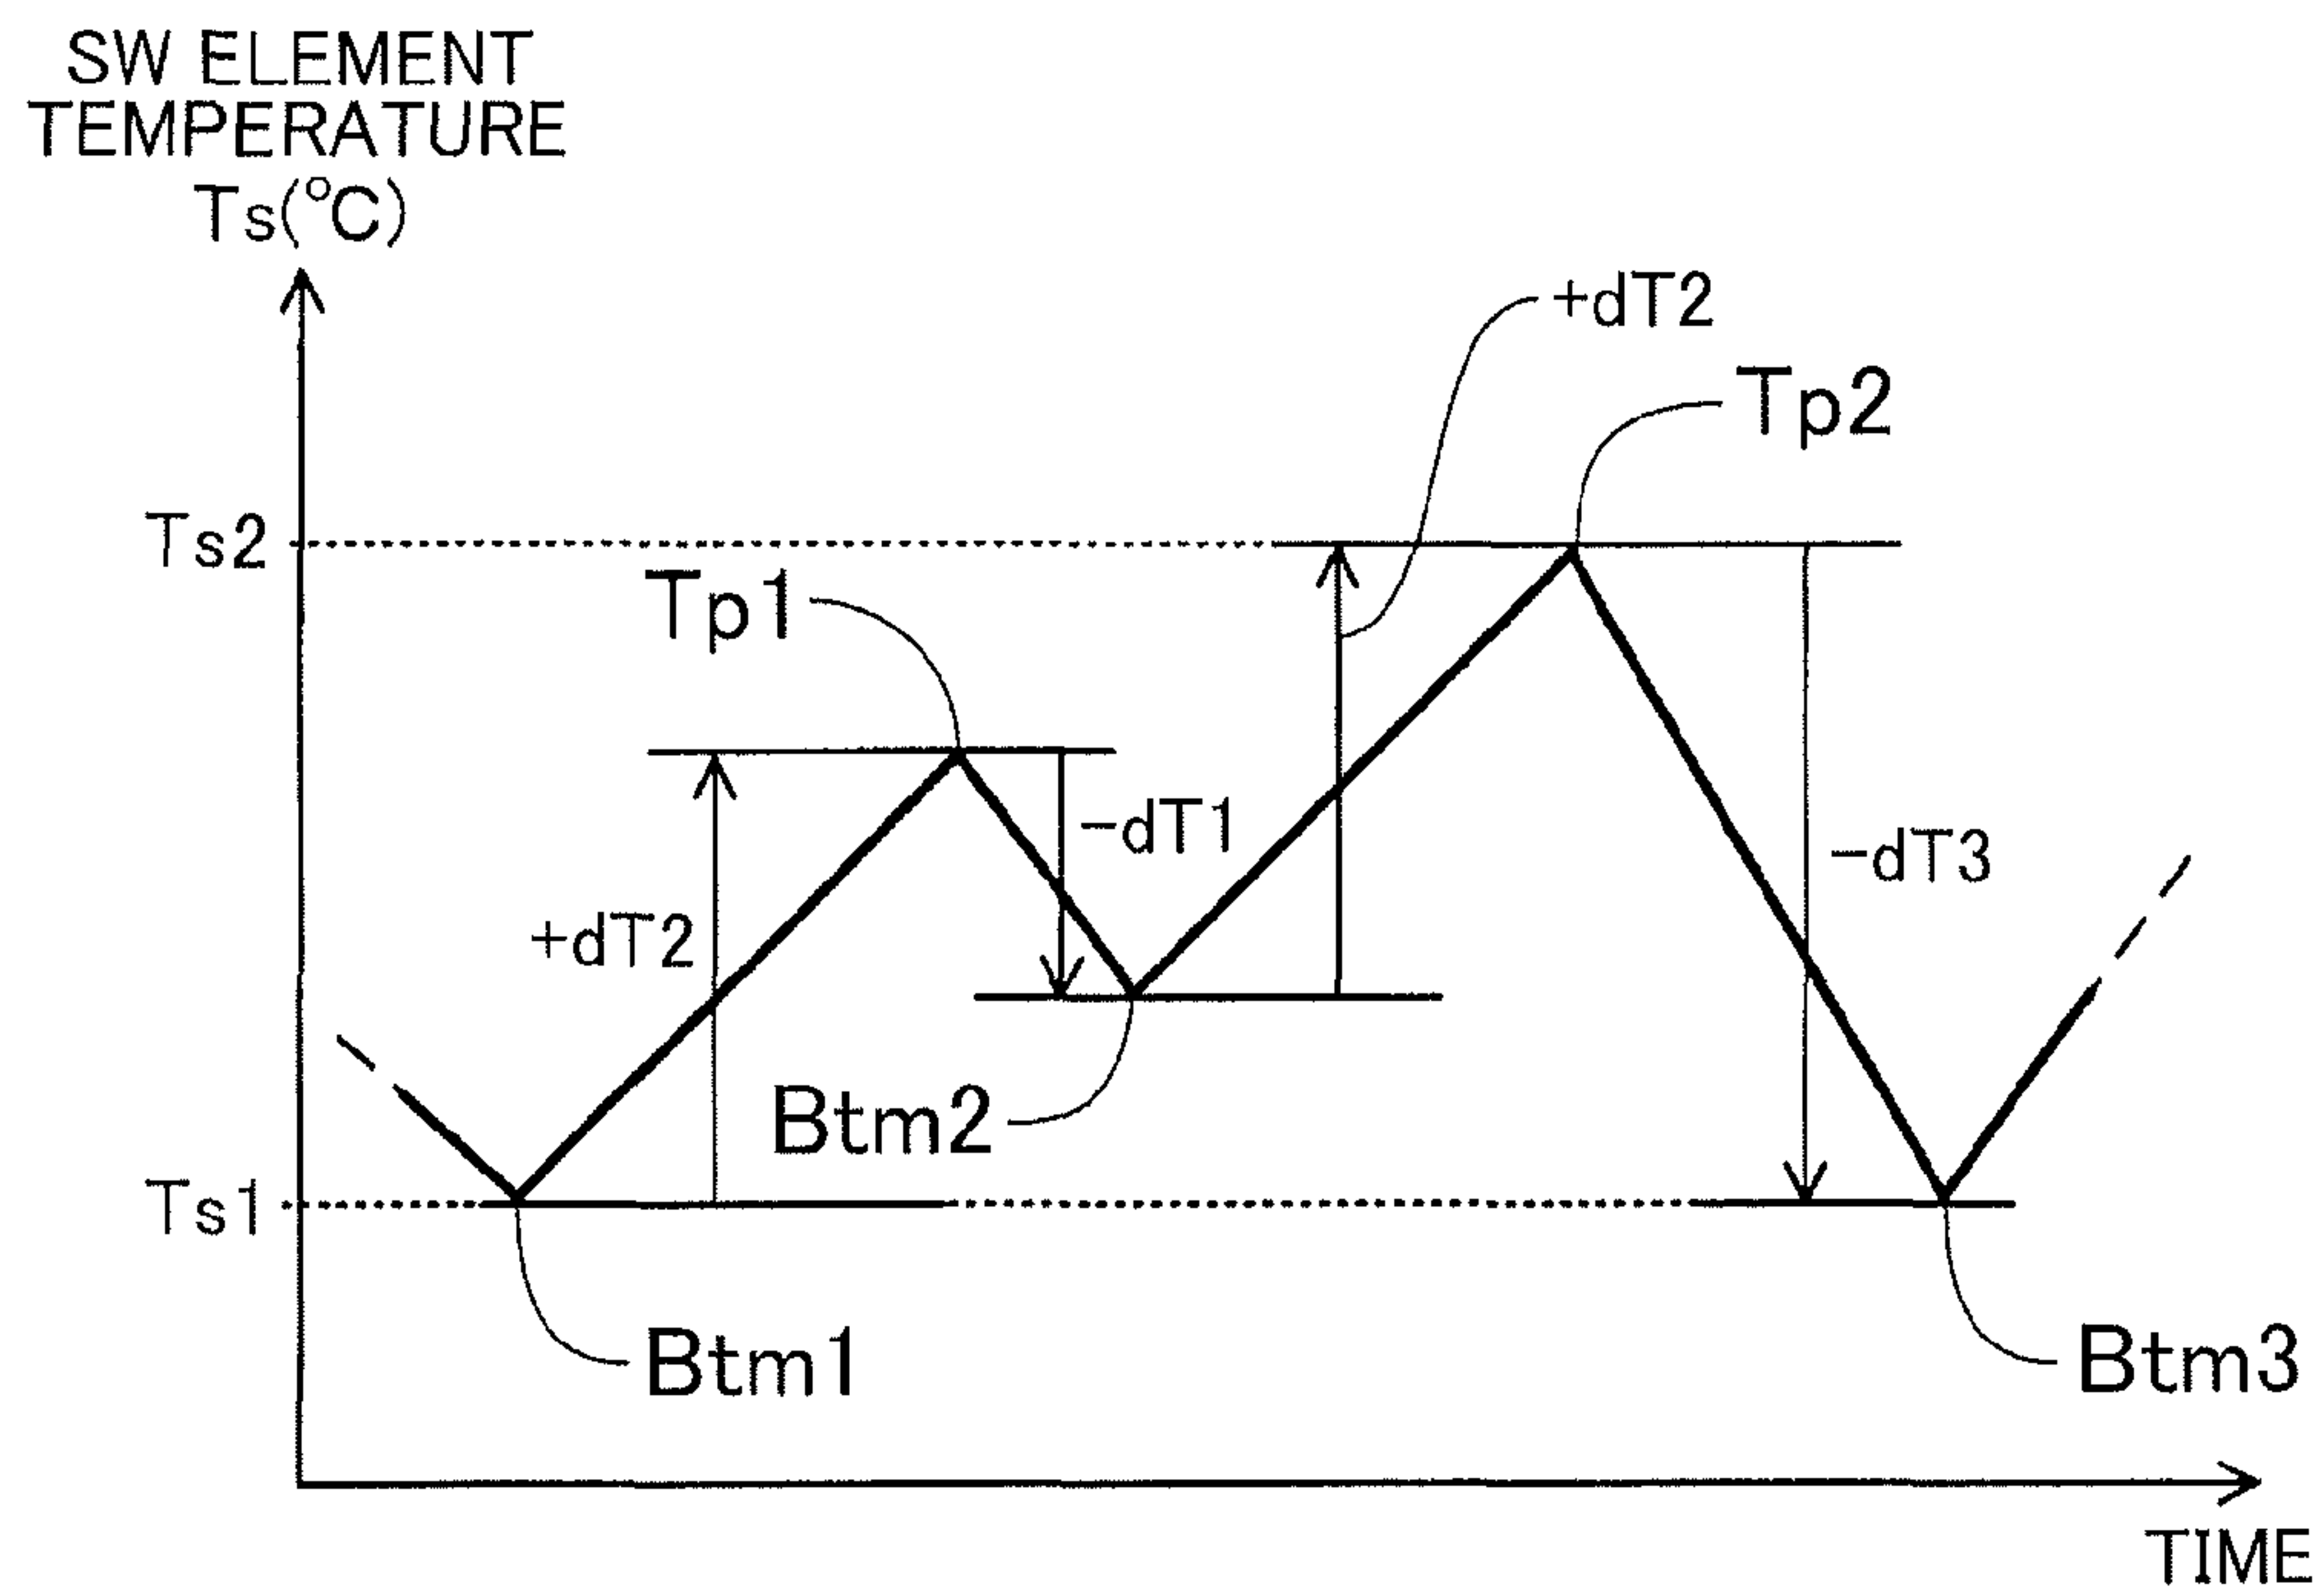 SW ELEMENT
TEMPERATURE
Ts(°C)
+dT2
Tp2
Ts2
Tp1
-dT1
-dT3
+dT2
Btm2
Ts1
Btm1
Btm3
TIME